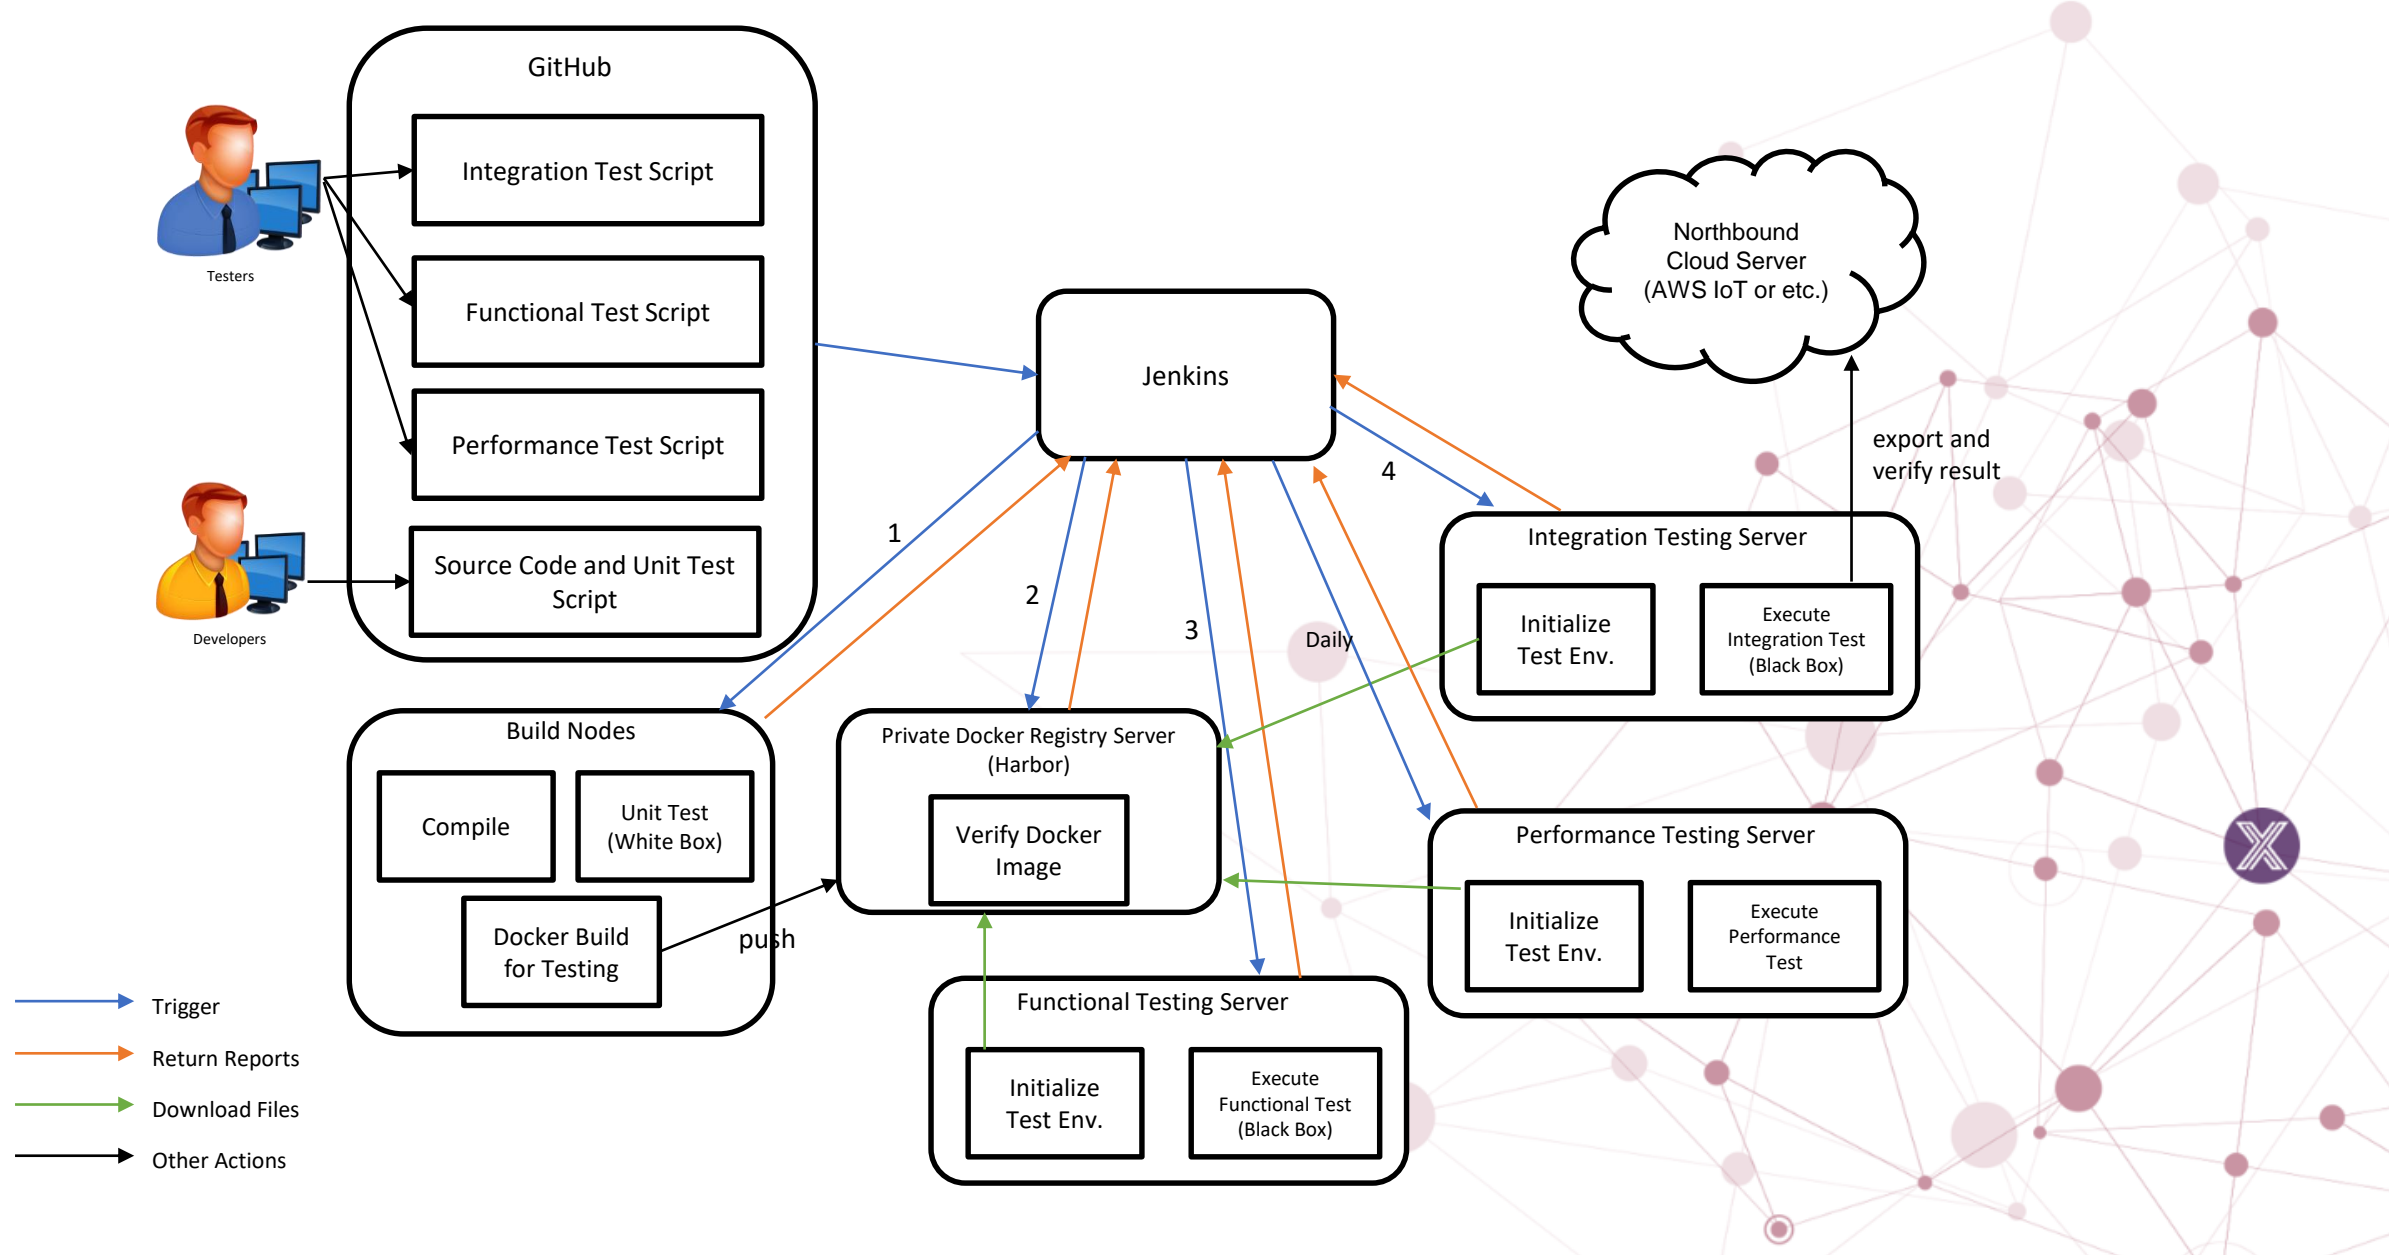 GitHub
Integration Test Script
Functional Test Script
Performance Test Script
Source Code and Unit Test
Script
Testers
Developers
Jenkins
Northbound
Cloud Server
(AWS IoT or etc.)
export and
verify result
1
2
3
4
Daily
Integration Testing Server
Initialize
Test Env.
Execute
Integration Test
(Black Box)
Build Nodes
Compile
Unit Test
(White Box)
Docker Build
for Testing
push
Private Docker Registry Server
(Harbor)
Verify Docker
Image
Performance Testing Server
Initialize
Test Env.
Execute
Performance
Test
Functional Testing Server
Initialize
Test Env.
Execute
Functional Test
(Black Box)
Trigger
Return Reports
Download Files
Other Actions